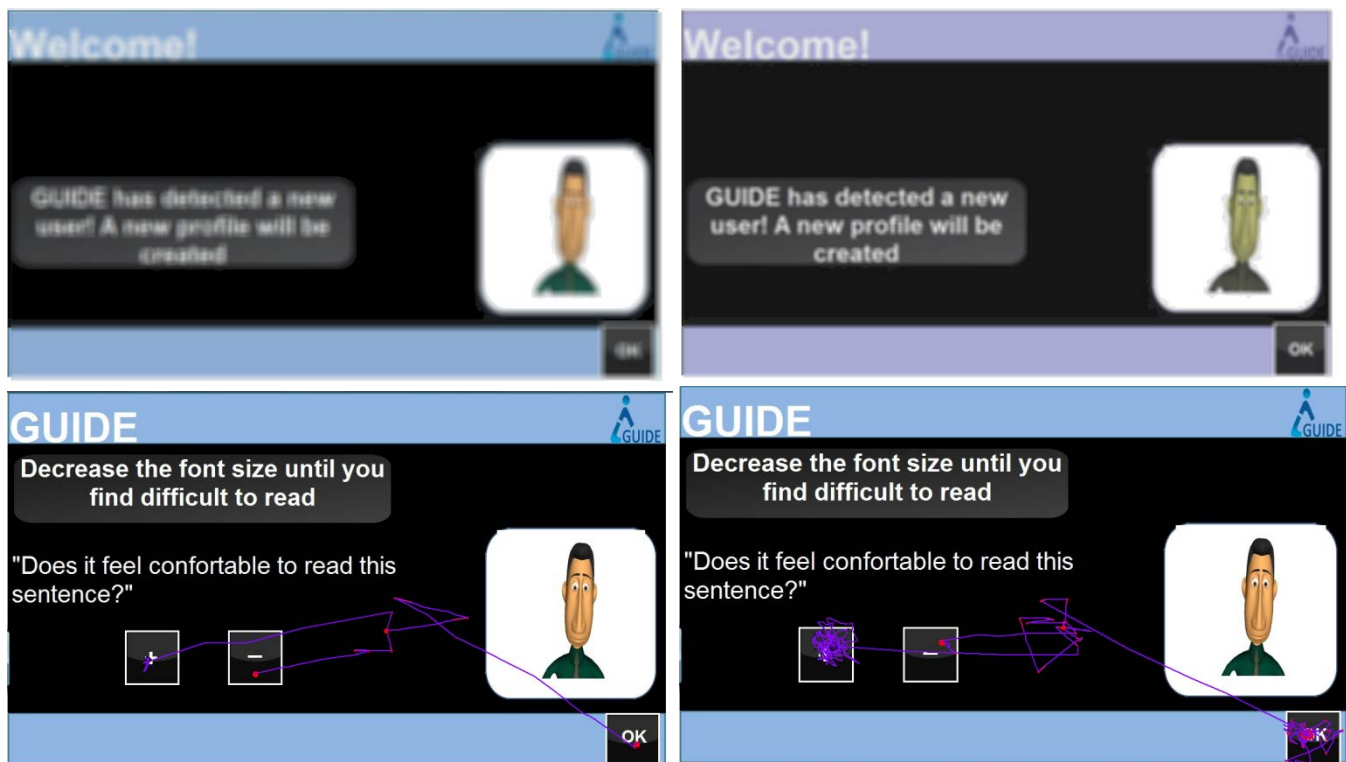 Welcome!
GUIDE has detected a new
user! A new profile will be
created
OK
Welcome!
GUIDE
GUIDE has detected a new
user! A new profile will be
created
OK
GUIDE
GUIDE
Decrease the font size until you
find difficult to read
"Does it feel confortable to read this
sentence?"
+ −
OK
GUIDE
GUIDE
Decrease the font size until you
find difficult to read
"Does it feel confortable to read this
sentence?"
−
OK